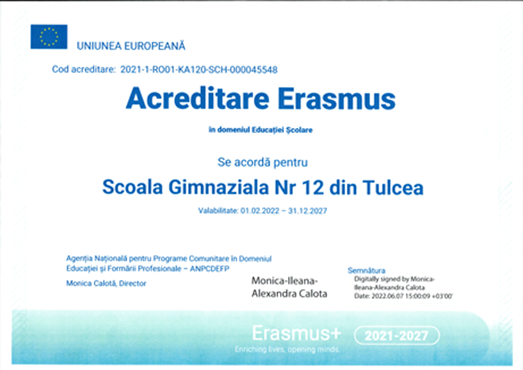 UNIUNEA EUROPEANĂ
Cod acreditare: 2021-1-RO01-KA120-SCH-000045548
Acreditare Erasmus
în domeniul Educației Școlare
Se acordă pentru
Scoala Gimnaziala Nr 12 din Tulcea
Valabilitate: 01.02.2022 – 31.12.2027
Agenția Națională pentru Programe Comunitare în Domeniul
Educației și Formării Profesionale – ANPCDEFP
Monica Calotă, Director
Monica-Ileana-
Alexandra Calota
Semnătura
Digitally signed by Monica-
Ileana-Alexandra Calota
Date: 2022.06.07 15:00:09 +03'00'
Erasmus+
2021-2027
Enriching lives, opening minds.